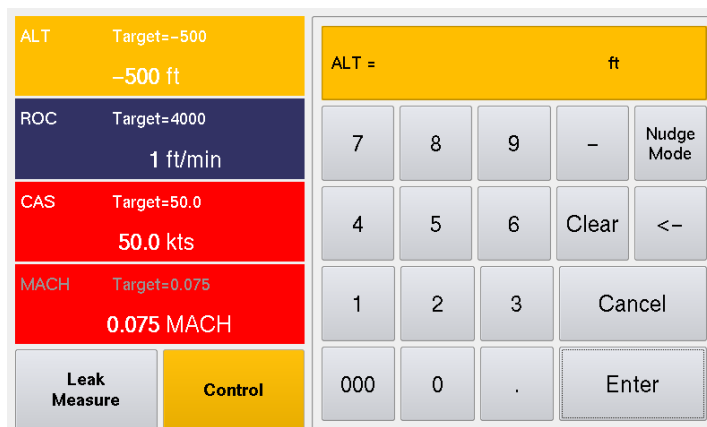 ALT Target=-500
-500 ft
ROC Target=4000
1 ft/min
CAS Target=50.0
50.0 kts
MACH Target=0.075
0.075 MACH
Leak
Measure
Control
ALT = ft
7 8 9 - Nudge
Mode
4 5 6 Clear <-
1 2 3 Cancel
000 0 . Enter